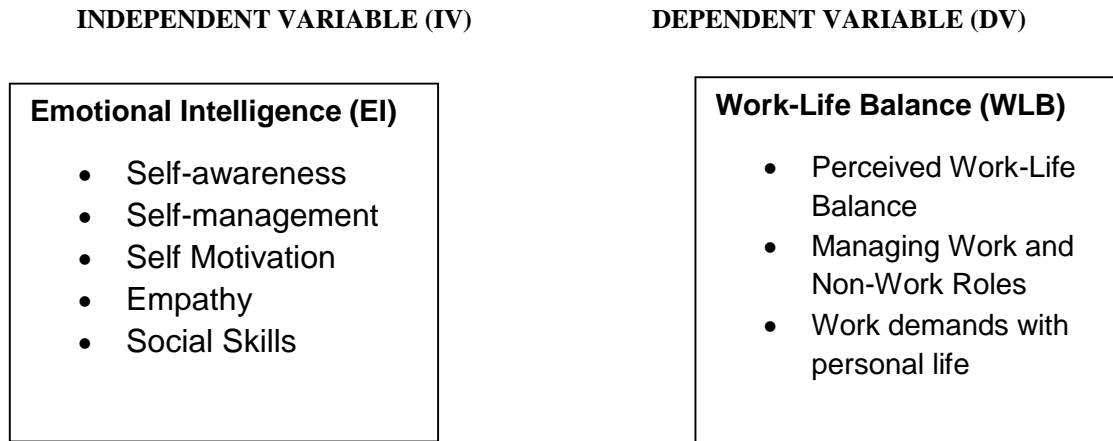 INDEPENDENT VARIABLE (IV)
DEPENDENT VARIABLE (DV)
Emotional Intelligence (EI)
• Self-awareness
• Self-management
• Self Motivation
• Empathy
• Social Skills
Work-Life Balance (WLB)
• Perceived Work-Life
Balance
• Managing Work and
Non-Work Roles
• Work demands with
personal life